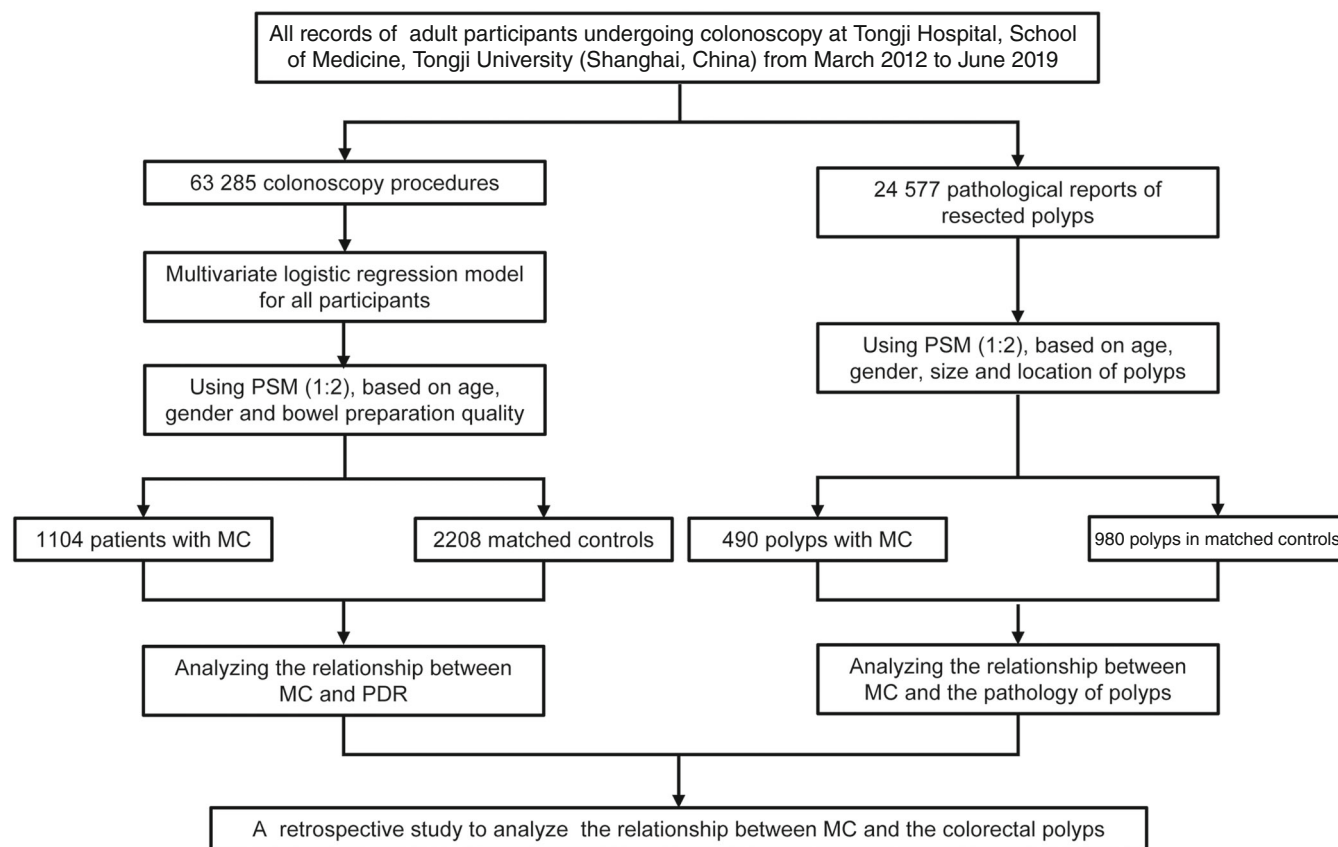 All records of adult participants undergoing colonoscopy at Tongji Hospital, School
of Medicine, Tongji University (Shanghai, China) from March 2012 to June 2019
63 285 colonoscopy procedures
Multivariate logistic regression model
for all participants
Using PSM (1:2), based on age,
gender and bowel preparation quality
1104 patients with MC
2208 matched controls
Analyzing the relationship between
MC and PDR
24 577 pathological reports of
resected polyps
Using PSM (1:2), based on age,
gender, size and location of polyps
490 polyps with MC
980 polyps in matched controls
Analyzing the relationship between
MC and the pathology of polyps
A retrospective study to analyze the relationship between MC and the colorectal polyps